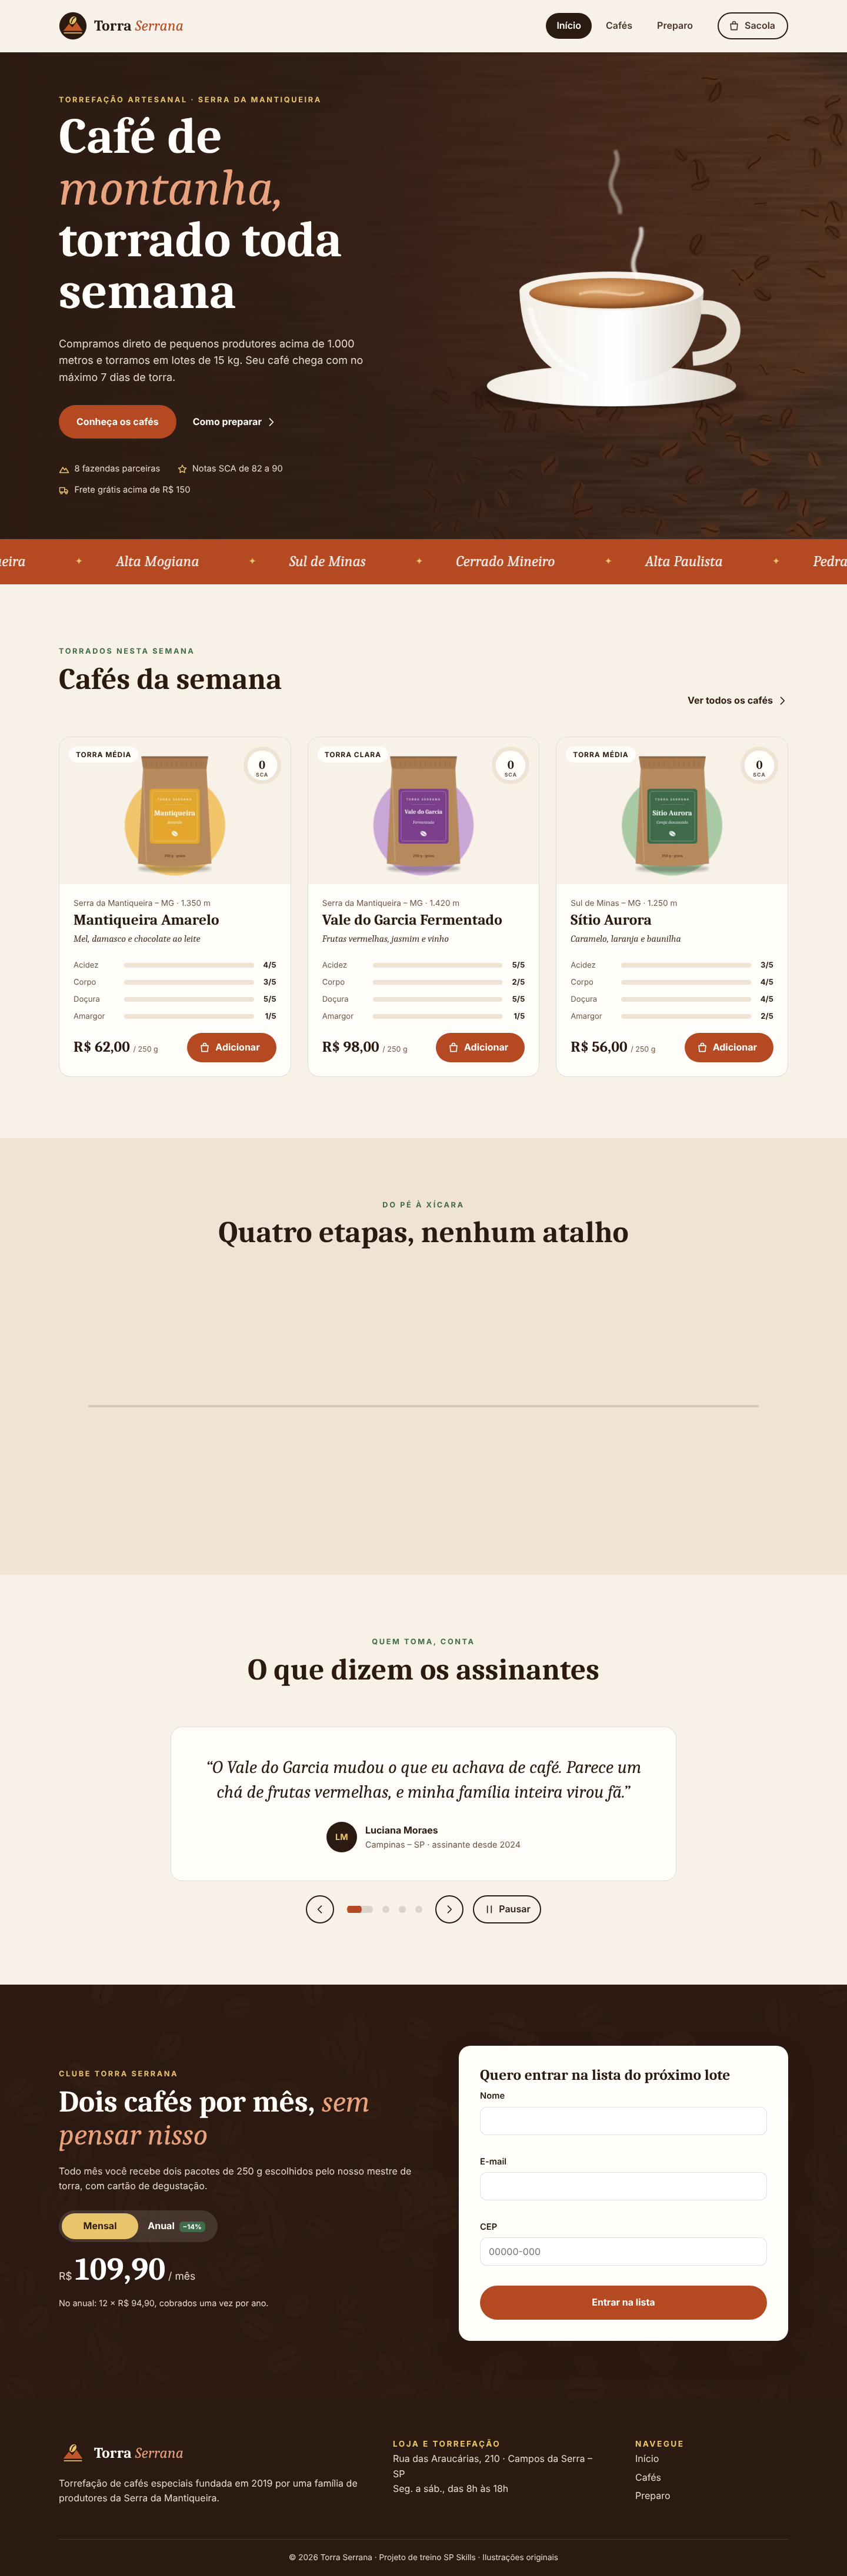 Torra Serrana
Início
Cafés
Preparo
Sacola
TORREFAÇÃO ARTESANAL · SERRA DA MANTIQUEIRA
Café de
montanha,
torrado toda
semana
Compramos direto de pequenos produtores acima de 1.000
metros e torramos em lotes de 15 kg. Seu café chega com no
máximo 7 dias de torra.
Conheça os cafés
Como preparar
8 fazendas parceiras
Notas SCA de 82 a 90
Frete grátis acima de R$ 150
eira ✦ Alta Mogiana ✦ Sul de Minas ✦ Cerrado Mineiro ✦ Alta Paulista ✦ Pedra
TORRADOS NESTA SEMANA
Cafés da semana
Ver todos os cafés
TORRA MÉDIA
0
SCA
TORRA SERRANA
Mantiqueira
Serra da Mantiqueira – MG · 1.350 m
Mantiqueira Amarelo
Mel, damasco e chocolate ao leite
Acidez 4/5
Corpo 3/5
Doçura 5/5
Amargor 1/5
R$ 62,00 / 250 g
Adicionar
TORRA CLARA
0
SCA
TORRA SERRANA
Vale do Garcia
Fermentado
Serra da Mantiqueira – MG · 1.420 m
Vale do Garcia Fermentado
Frutas vermelhas, jasmim e vinho
Acidez 5/5
Corpo 2/5
Doçura 5/5
Amargor 1/5
R$ 98,00 / 250 g
Adicionar
TORRA MÉDIA
0
SCA
TORRA SERRANA
Sítio Aurora
Cereja descascado
Sul de Minas – MG · 1.250 m
Sítio Aurora
Caramelo, laranja e baunilha
Acidez 3/5
Corpo 4/5
Doçura 4/5
Amargor 2/5
R$ 56,00 / 250 g
Adicionar
DO PÉ À XÍCARA
Quatro etapas, nenhum atalho
QUEM TOMA, CONTA
O que dizem os assinantes
“O Vale do Garcia mudou o que eu achava de café. Parece um
chá de frutas vermelhas, e minha família inteira virou fã.”
LM
Luciana Moraes
Campinas – SP · assinante desde 2024
Pausar
CLUBE TORRA SERRANA
Dois cafés por mês, sem
pensar nisso
Todo mês você recebe dois pacotes de 250 g escolhidos pelo nosso mestre de
torra, com cartão de degustação.
Mensal
Anual −14%
R$ 109,90 / mês
No anual: 12 × R$ 94,90, cobrados uma vez por ano.
Quero entrar na lista do próximo lote
Nome
E-mail
CEP
00000-000
Entrar na lista
Torra Serrana
Torrefação de cafés especiais fundada em 2019 por uma família de
produtores da Serra da Mantiqueira.
LOJA E TORREFAÇÃO
Rua das Araucárias, 210 · Campos da Serra –
SP
Seg. a sáb., das 8h às 18h
NAVEGUE
Início
Cafés
Preparo
© 2026 Torra Serrana · Projeto de treino SP Skills · Ilustrações originais